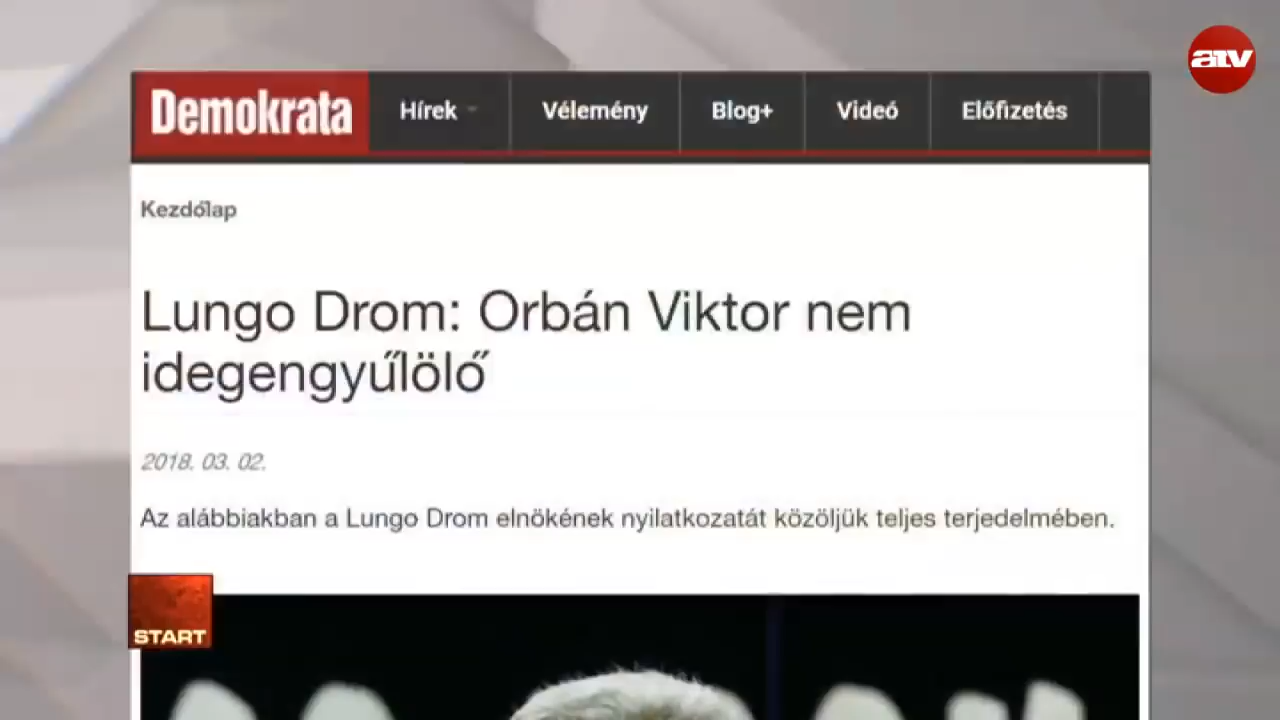 atv
Demokrata Hírek Vélemény Blog+ Videó Előfizetés
Kezdőlap
Lungo Drom: Orbán Viktor nem
idegengyűlölő
2018. 03. 02.
Az alábbiakban a Lungo Drom elnökének nyilatkozatát közöljük teljes terjedelmében.
START